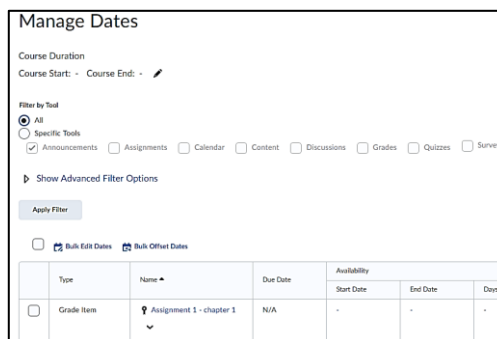 Manage Dates
Course Duration
Course Start: - Course End: -
Filter by Tool
All
Specific Tools
Announcements Assignments Calendar Content Discussions Grades Quizzes Surve
Show Advanced Filter Options
Apply Filter
Bulk Edit Dates Bulk Offset Dates
Type Name Due Date Availability
Start Date End Date Days
Grade Item Assignment 1 - chapter 1 N/A - - -